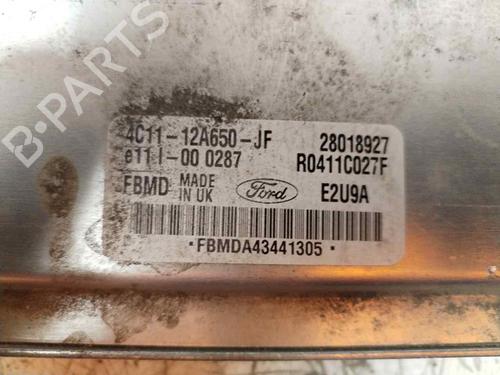 4C11-12A650-JF 28018927
e11 I-00 0287 R0411C027F
FBMD MADE IN UK Ford E2U9A
•FBMDA43441305•
B-PARTS